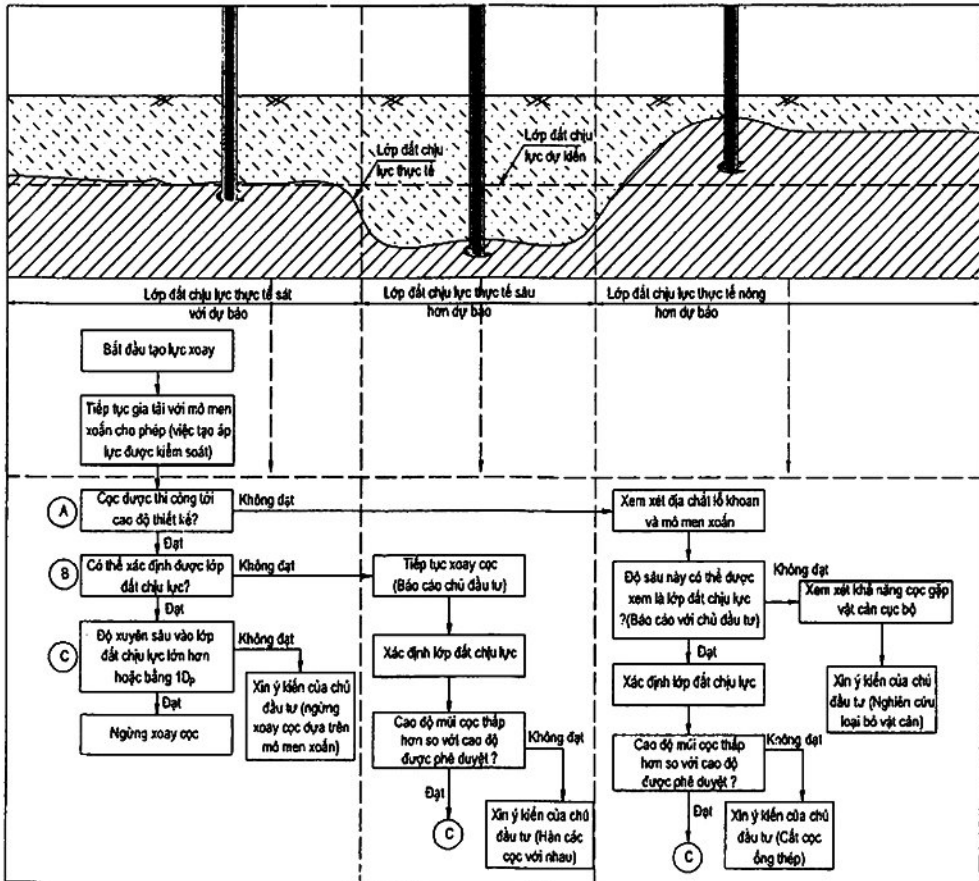 Lớp đất chịu
lực thực tế
Lớp đất chịu
lực dự kiến
Lớp đất chịu lực thực tế sát
với dự báo
Lớp đất chịu lực thực tế sâu
hơn dự báo
Lớp đất chịu lực thực tế nông
hơn dự báo
Bắt đầu tạo lực xoay
Tiếp tục gia tải với mô men
xoắn cho phép (việc tạo áp
lực được kiểm soát)
A
Cọc được thi công tới
cao độ thiết kế?
Không đạt
Đạt
B
Có thể xác định được lớp
đất chịu lực?
Không đạt
Đạt
C
Độ xuyên sâu vào lớp
đất chịu lực lớn hơn
hoặc bằng 1Dp
Không đạt
Đạt
Ngừng xoay cọc
Xin ý kiến của chủ
đầu tư (ngừng
xoay cọc dựa trên
mô men xoắn)
Tiếp tục xoay cọc
(Báo cáo chủ đầu tư)
Xác định lớp đất chịu lực
Cao độ mũi cọc thấp
hơn so với cao độ
được phê duyệt ?
Không đạt
Đạt
C
Xin ý kiến của chủ
đầu tư (Hàn các
cọc với nhau)
Xem xét địa chất lỗ khoan
và mô men xoắn
Độ sâu này có thể được
xem là lớp đất chịu lực
?(Báo cáo với chủ đầu tư)
Không đạt
Đạt
Xem xét khả năng cọc gặp
vật cản cục bộ
Xin ý kiến của chủ
đầu tư (Nghiên cứu
loại bỏ vật cản)
Xác định lớp đất chịu lực
Cao độ mũi cọc thấp
hơn so với cao độ
được phê duyệt ?
Không đạt
Đạt
C
Xin ý kiến của chủ
đầu tư (Cắt cọc
ống thép)